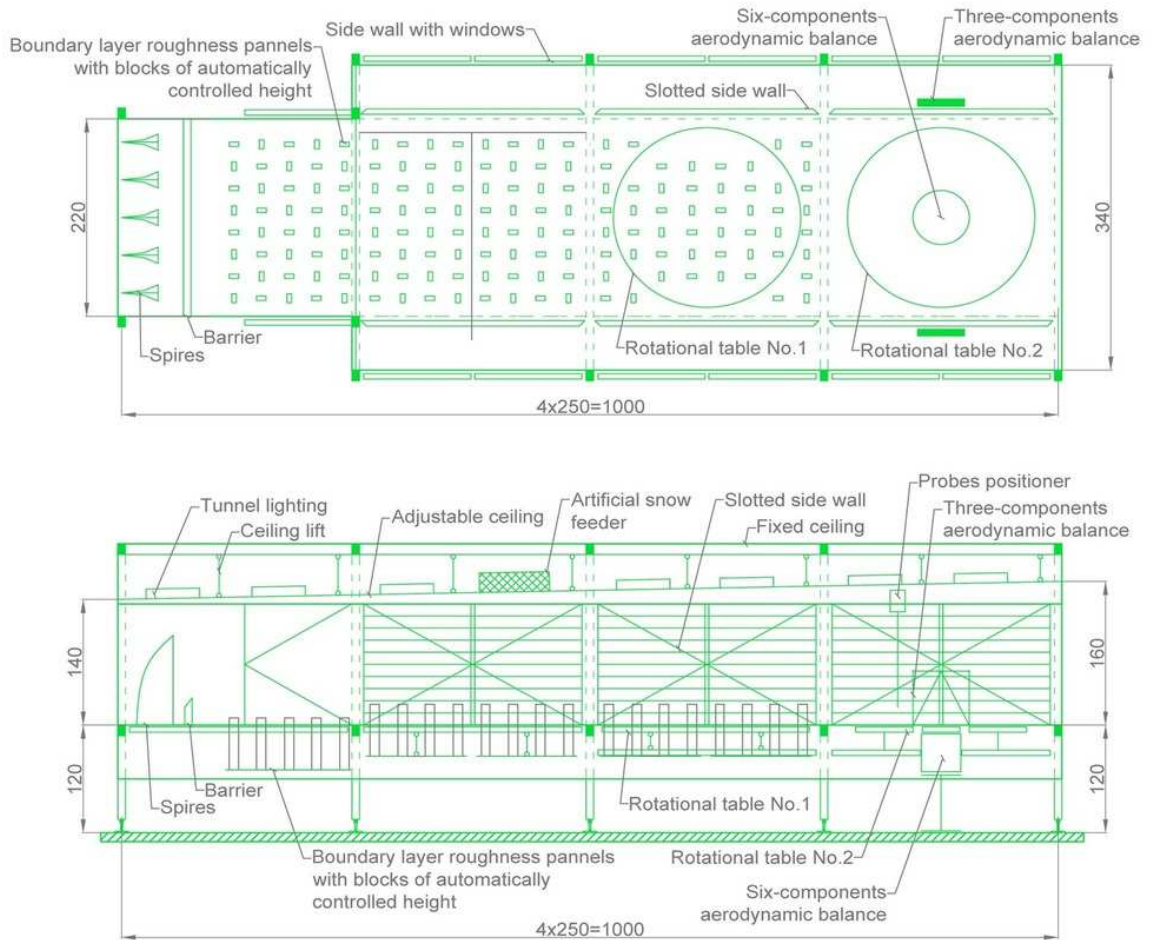 Six-components
aerodynamic balance
Three-components
aerodynamic balance
Side wall with windows
Boundary layer roughness pannels
with blocks of automatically
controlled height
Slotted side wall
220
340
Barrier
Spires
Rotational table No.1
Rotational table No.2
4x250=1000
Tunnel lighting
Ceiling lift
Adjustable ceiling
Artificial snow
feeder
Slotted side wall
Fixed ceiling
Probes positioner
Three-components
aerodynamic balance
140
160
120
120
Barrier
Spires
Rotational table No.1
Boundary layer roughness pannels
with blocks of automatically
controlled height
Rotational table No.2
Six-components
aerodynamic balance
4x250=1000